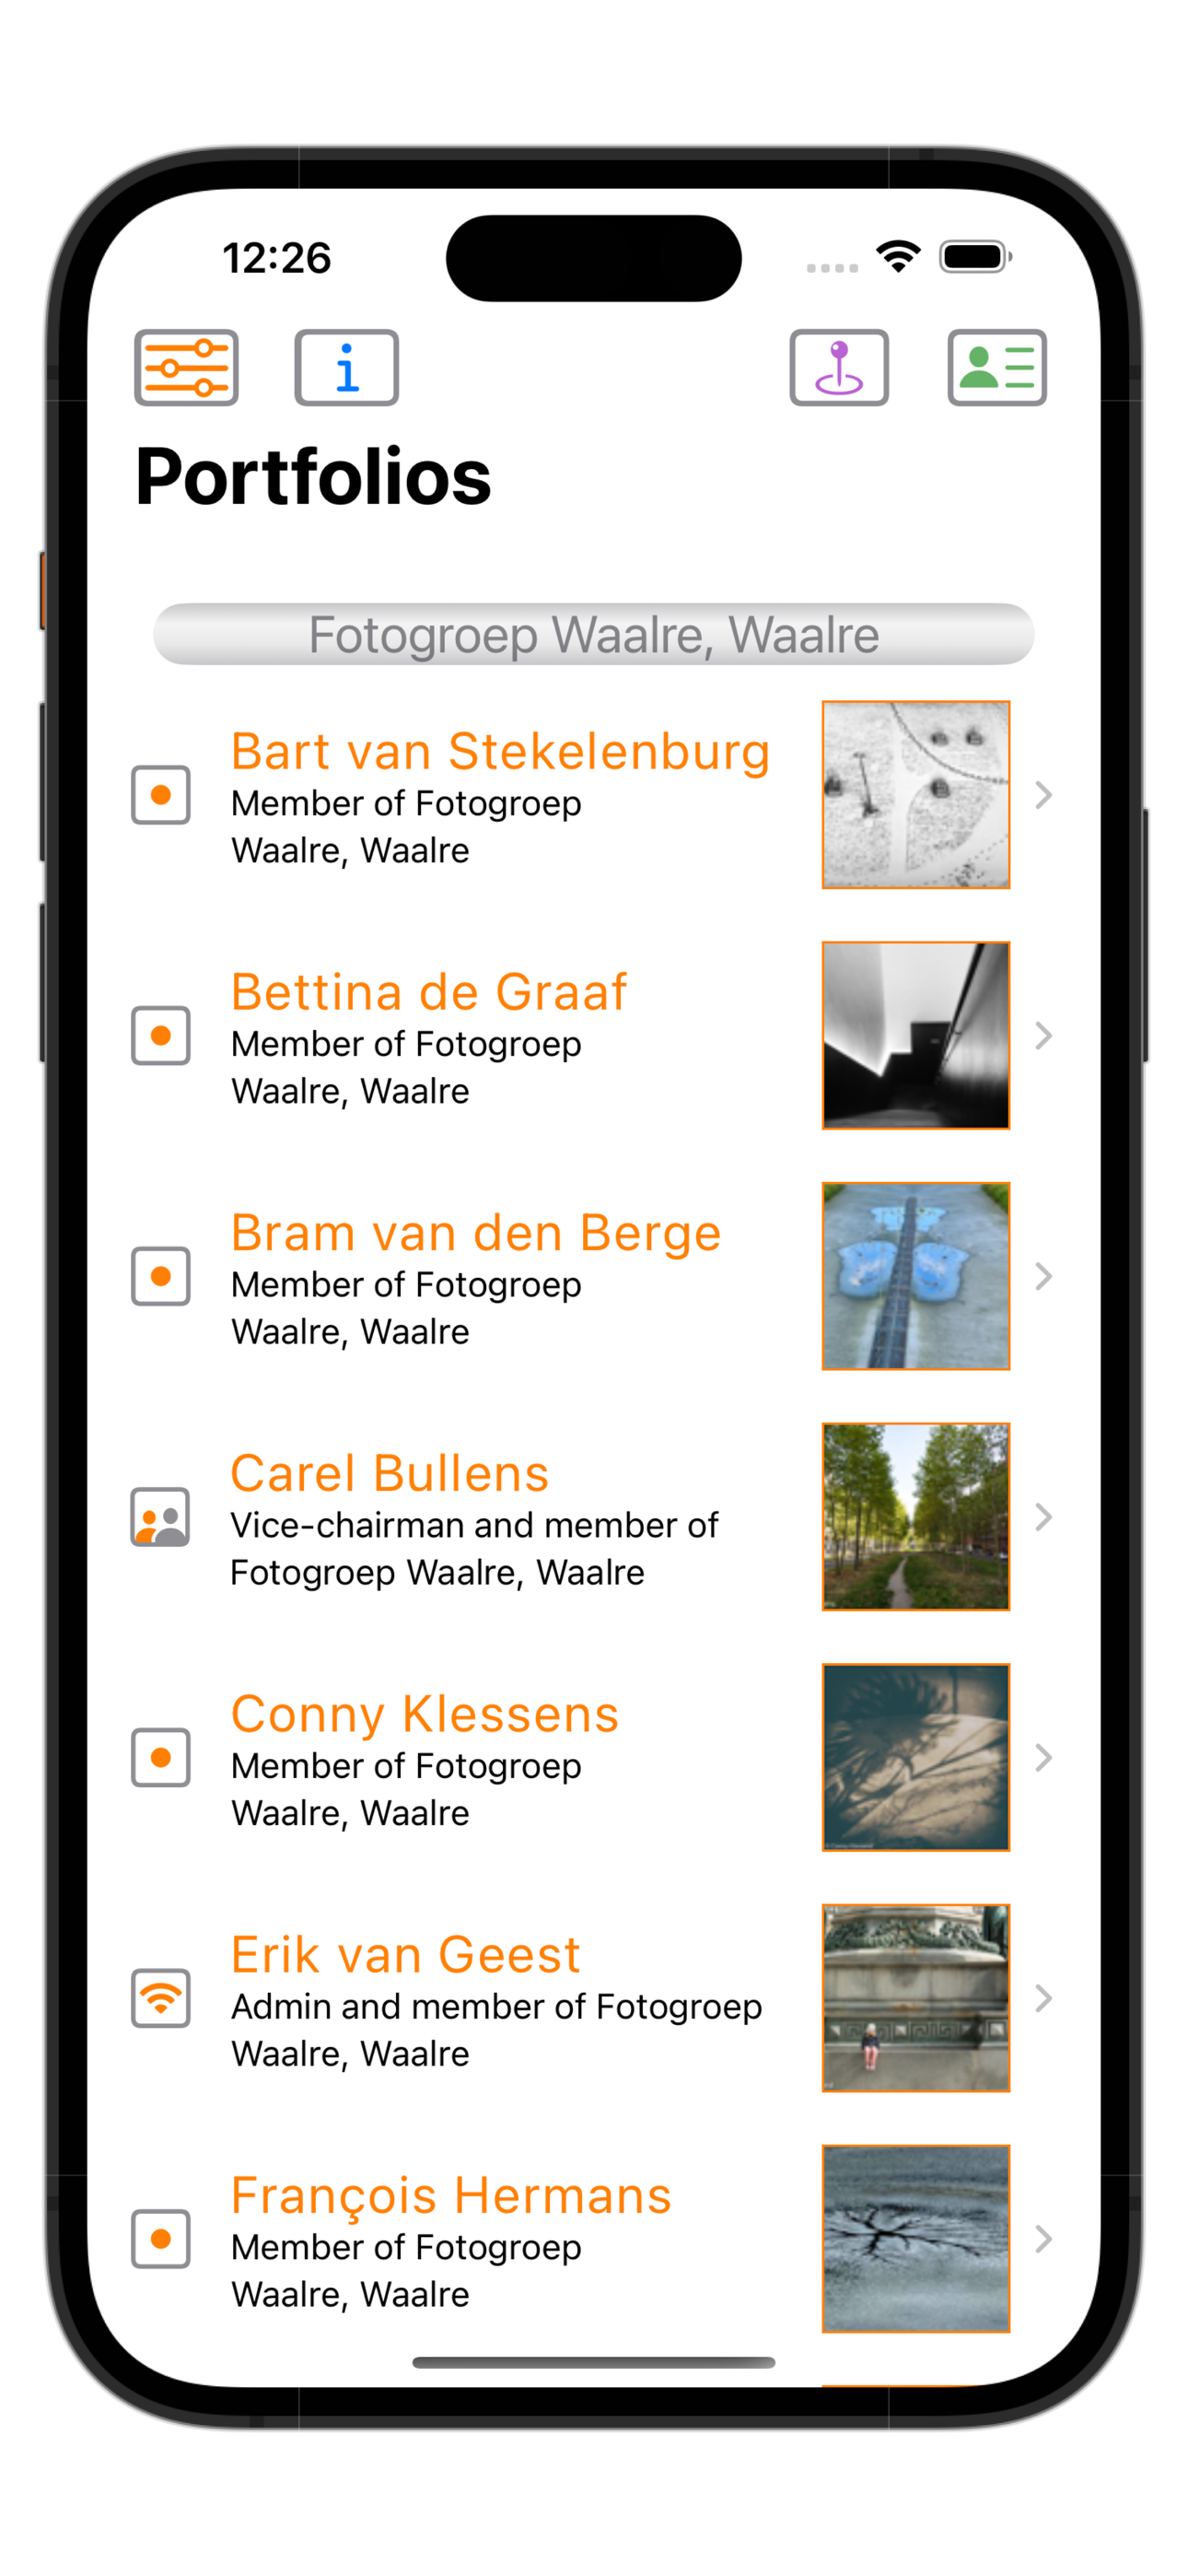 12:26
Portfolios
Fotogroep Waalre, Waalre
Bart van Stekelenburg
Member of Fotogroep
Waalre, Waalre
Bettina de Graaf
Member of Fotogroep
Waalre, Waalre
Bram van den Berge
Member of Fotogroep
Waalre, Waalre
Carel Bullens
Vice-chairman and member of
Fotogroep Waalre, Waalre
Conny Klessens
Member of Fotogroep
Waalre, Waalre
Erik van Geest
Admin and member of Fotogroep
Waalre, Waalre
François Hermans
Member of Fotogroep
Waalre, Waalre